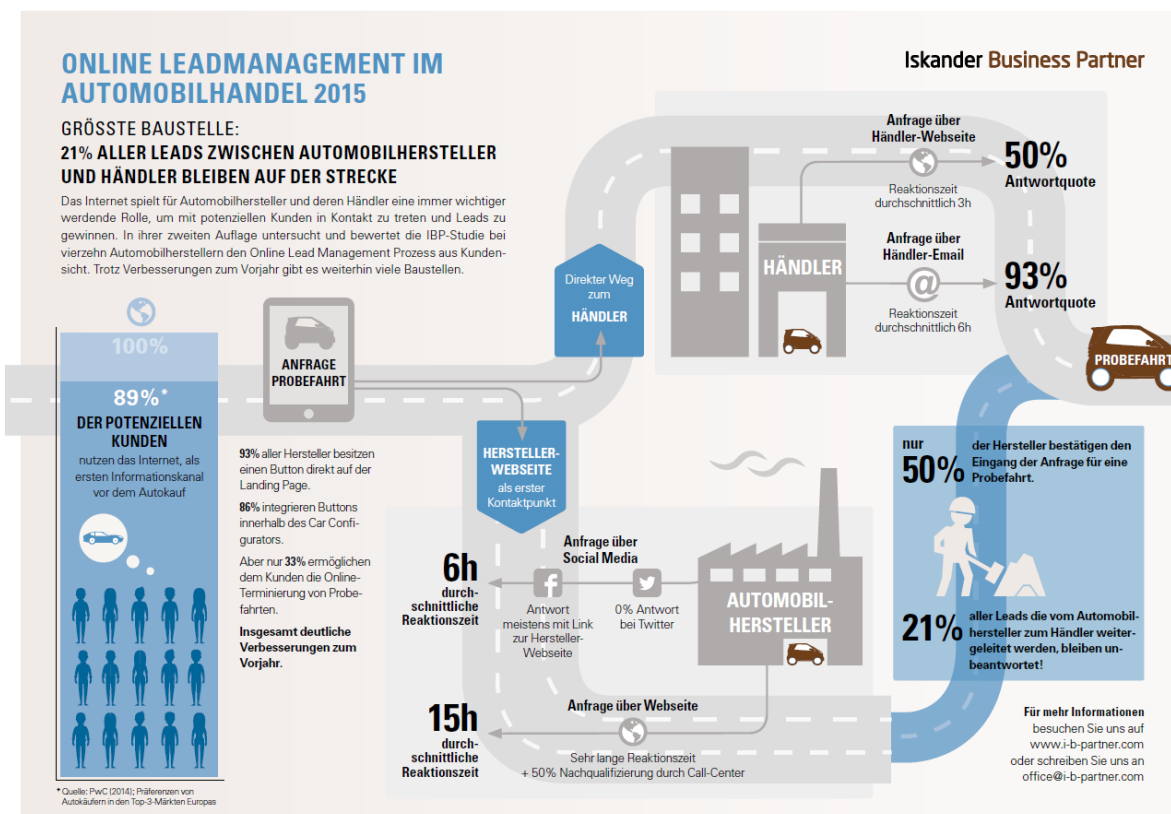 ONLINE LEADMANAGEMENT IM
AUTOMOBILHANDEL 2015
Iskander Business Partner
GRÖSSTE BAUSTELLE:
21% ALLER LEADS ZWISCHEN AUTOMOBILHERSTELLER
UND HÄNDLER BLEIBEN AUF DER STRECKE
Das Internet spielt für Automobilhersteller und deren Händler eine immer wichtiger
werdende Rolle, um mit potenziellen Kunden in Kontakt zu treten und Leads zu
gewinnen. In ihrer zweiten Auflage untersucht und bewertet die IBP-Studie bei
vierzehn Automobilherstellern den Online Lead Management Prozess aus Kunden-
sicht. Trotz Verbesserungen zum Vorjahr gibt es weiterhin viele Baustellen.
100%
89%*
DER POTENZIELLEN
KUNDEN
nutzen das Internet, als
ersten Informationskanal
vor dem Autokauf
* Quelle: PwC (2014); Präferenzen von
Autokäufern in den Top-3-Märkten Europas
ANFRAGE
PROBEFAHRT
93% aller Hersteller besitzen
einen Button direkt auf der
Landing Page.
86% integrieren Buttons
innerhalb des Car Confi-
gurators.
Aber nur 33% ermöglichen
dem Kunden die Online-
Terminierung von Probe-
fahrten.
Insgesamt deutliche
Verbesserungen zum
Vorjahr.
Direkter Weg
zum
HÄNDLER
HÄNDLER
Anfrage über
Händler-Webseite
Reaktionszeit
durchschnittlich 3h
50%
Antwortquote
Anfrage über
Händler-Email
@
Reaktionszeit
durchschnittlich 6h
93%
Antwortquote
PROBEFAHRT
HERSTELLER-
WEBSEITE
als erster
Kontaktpunkt
Anfrage über
Social Media
6h
durch-
schnittliche
Reaktionszeit
f
Antwort
meistens mit Link
zur Hersteller-
Webseite
0% Antwort
bei Twitter
AUTOMOBIL-
HERSTELLER
Anfrage über Webseite
15h
durch-
schnittliche
Reaktionszeit
Sehr lange Reaktionszeit
+ 50% Nachqualifizierung durch Call-Center
nur
50%
der Hersteller bestätigen den
Eingang der Anfrage für eine
Probefahrt.
21%
aller Leads die vom Automobil-
hersteller zum Händler weiter-
geleitet werden, bleiben un-
beantwortet!
Für mehr Informationen
besuchen Sie uns auf
www.i-b-partner.com
oder schreiben Sie uns an
office@i-b-partner.com